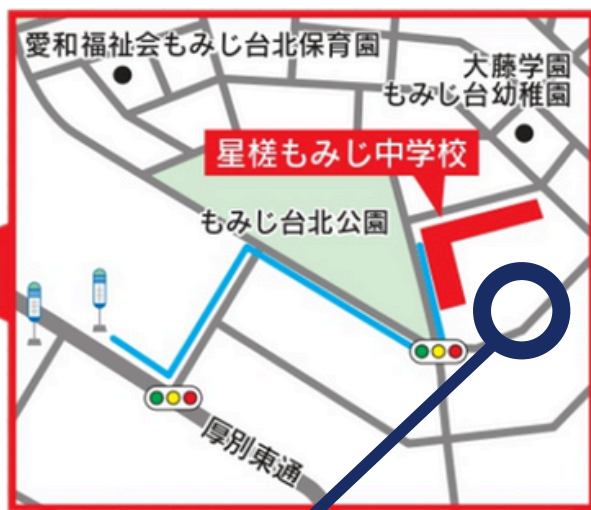 愛和福祉会もみじ台北保育園
大藤学園
もみじ台幼稚園
星槎もみじ中学校
もみじ台北公園
厚別東通